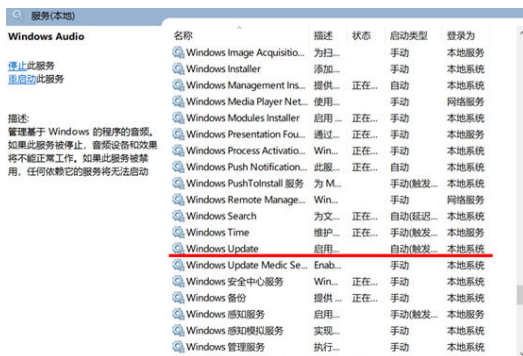 服务(本地)
Windows Audio
停止此服务
重启动此服务
描述:
管理基于 Windows 的程序的音频。
如果此服务被停止，音频设备和效果
将不能正常工作。如果此服务被禁
用，任何依赖它的服务将无法启动
名称 描述 状态 启动类型 登录为
Windows Image Acquisitio... 为扫... 手动 本地服务
Windows Installer 添加... 手动 本地系统
Windows Management Ins... 提供... 正在... 自动 本地系统
Windows Media Player Net... 使用... 手动 网络服务
Windows Modules Installer 启用 ... 正在... 手动 本地系统
Windows Presentation Fou... 通过... 正在... 手动 本地服务
Windows Process Activatio... Win... 正在... 手动 本地系统
Windows Push Notification... 此服... 正在... 自动 本地系统
Windows PushToInstall 服务 为 M... 手动(触发... 本地系统
Windows Remote Manage... Win... 手动 网络服务
Windows Search 为文... 正在... 自动(延迟... 本地系统
Windows Time 维护... 正在... 手动(触发... 本地服务
Windows Update 启用... 自动(触发... 本地系统
Windows Update Medic Se... Enab... 手动 本地系统
Windows 安全中心服务 Win... 正在... 手动 本地系统
Windows 备份 提供 ... 正在... 手动 本地系统
Windows 感知服务 启用... 手动(触发... 本地服务
Windows 感知模拟服务 实现... 手动 本地系统
Windows 管理服务 执行... 手动 本地系统